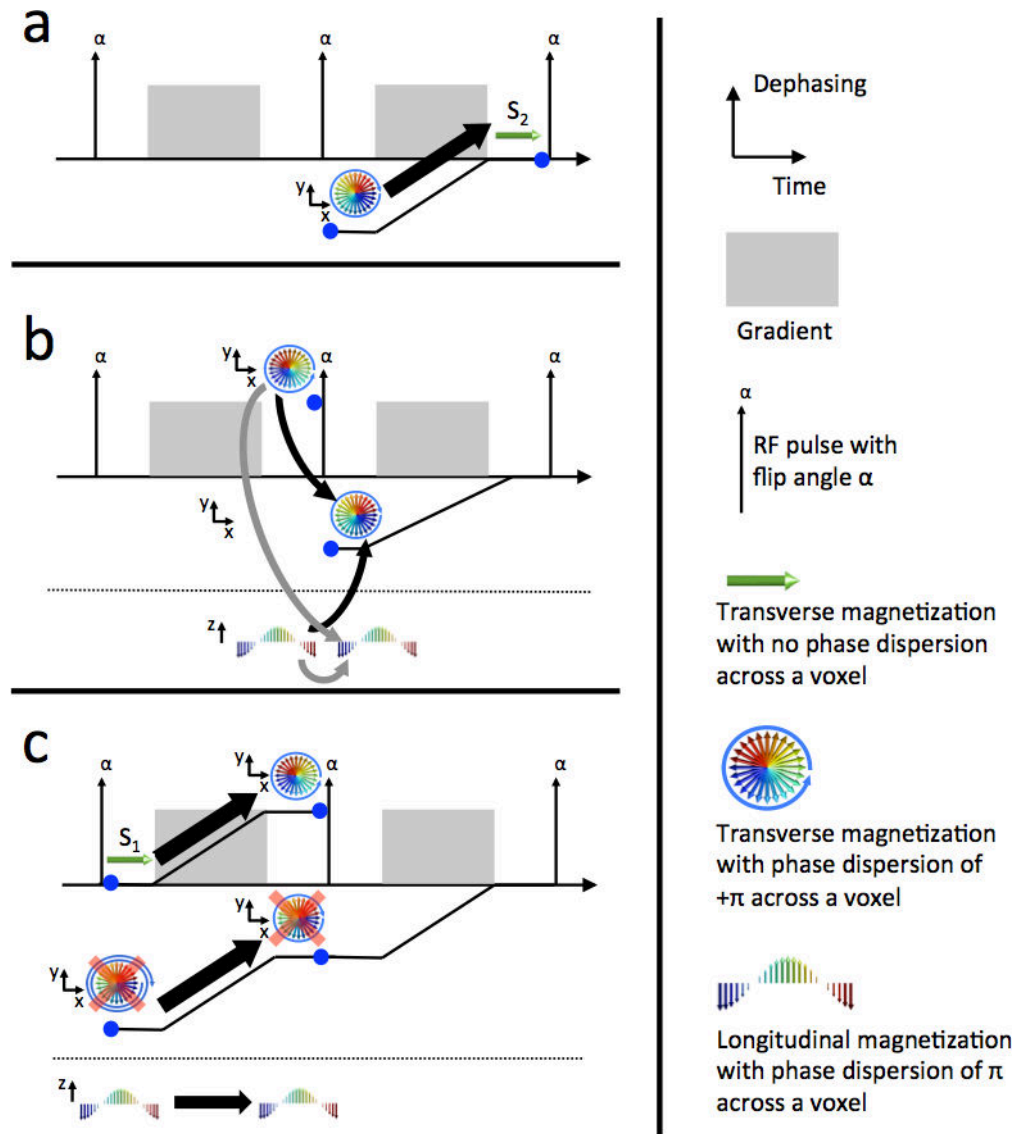 a
α α α
S2
y
x
b
α α α
y
x
y
x
z
c
α α α
y
x
S1
y
x
y
x
z
Dephasing
Time
Gradient
α
RF pulse with
flip angle α
Transverse magnetization
with no phase dispersion
across a voxel
Transverse magnetization
with phase dispersion of
+π across a voxel
Longitudinal magnetization
with phase dispersion of π
across a voxel